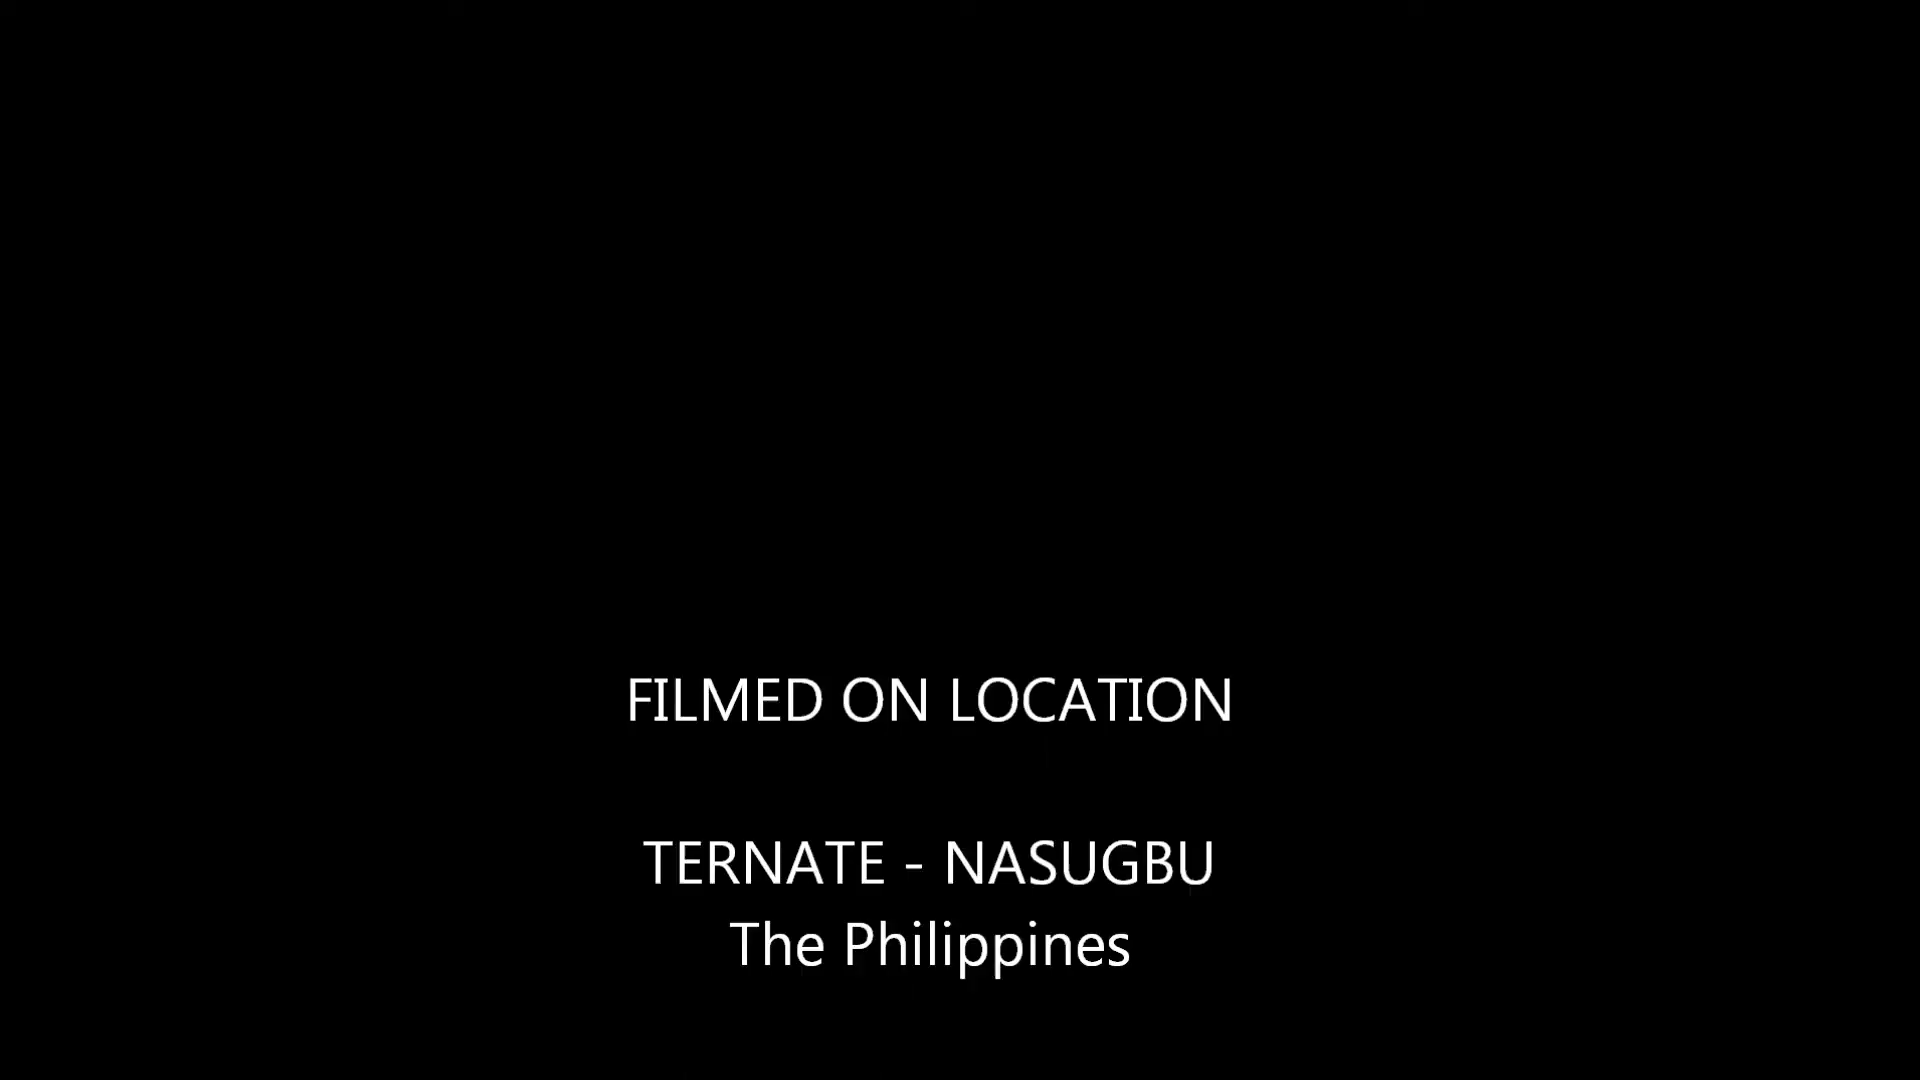 FILMED ON LOCATION
TERNATE - NASUGBU
The Philippines